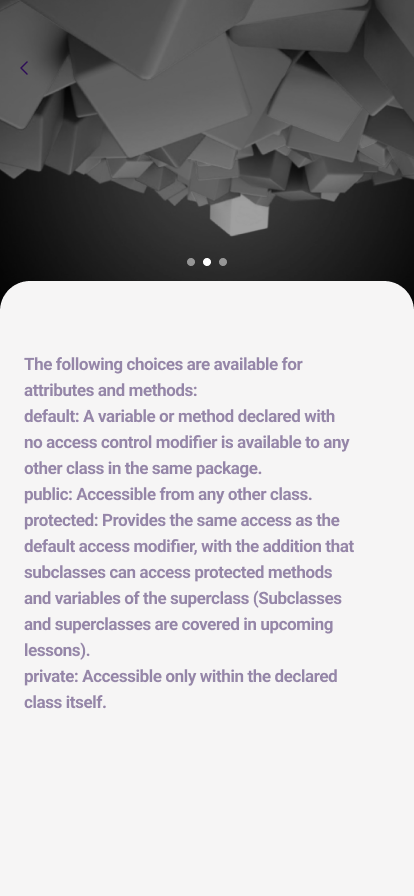 The following choices are available for
attributes and methods:
default: A variable or method declared with
no access control modifier is available to any
other class in the same package.
public: Accessible from any other class.
protected: Provides the same access as the
default access modifier, with the addition that
subclasses can access protected methods
and variables of the superclass (Subclasses
and superclasses are covered in upcoming
lessons).
private: Accessible only within the declared
class itself.